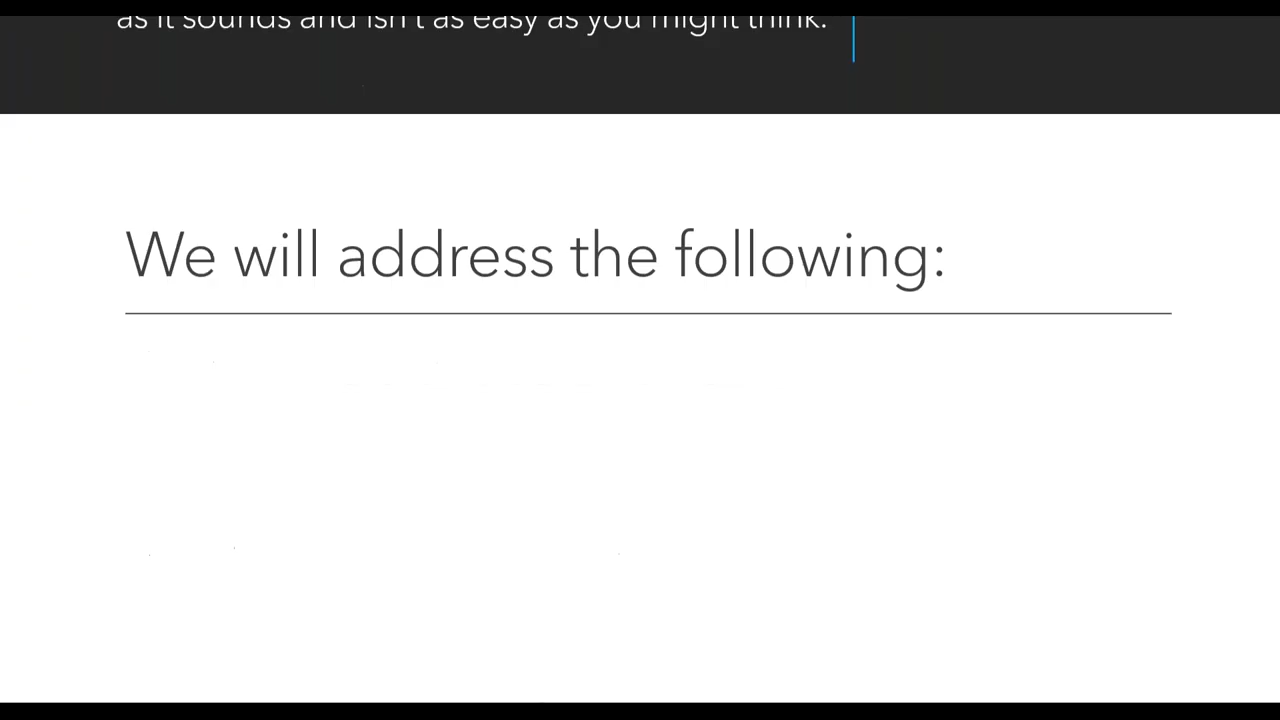 as it sounds and isn't as easy as you might think.
We will address the following: